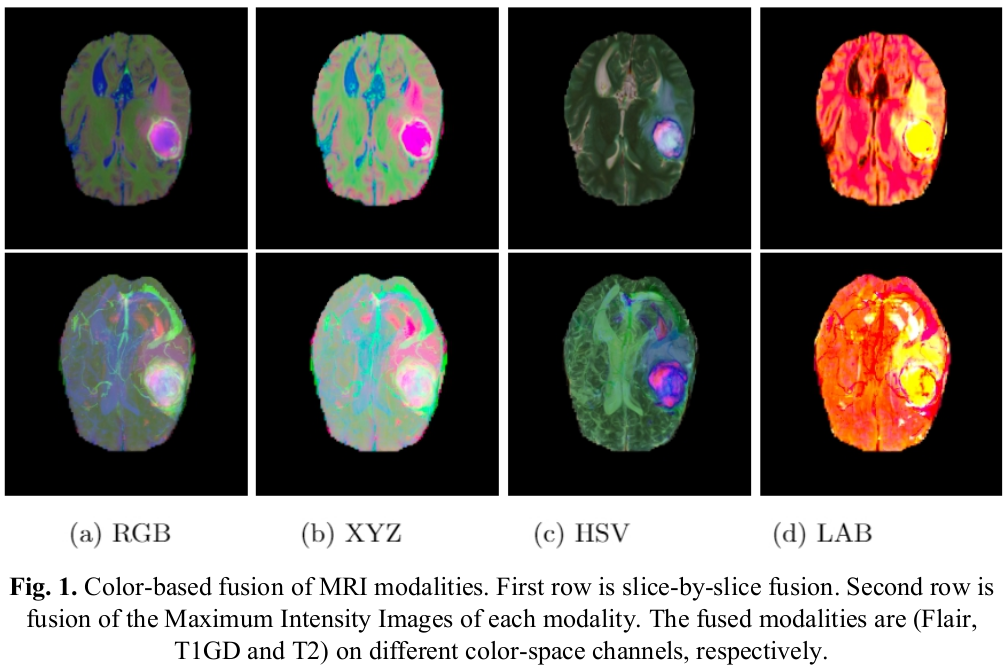 (a) RGB (b) XYZ (c) HSV (d) LAB
Fig. 1. Color-based fusion of MRI modalities. First row is slice-by-slice fusion. Second row is
fusion of the Maximum Intensity Images of each modality. The fused modalities are (Flair,
T1GD and T2) on different color-space channels, respectively.